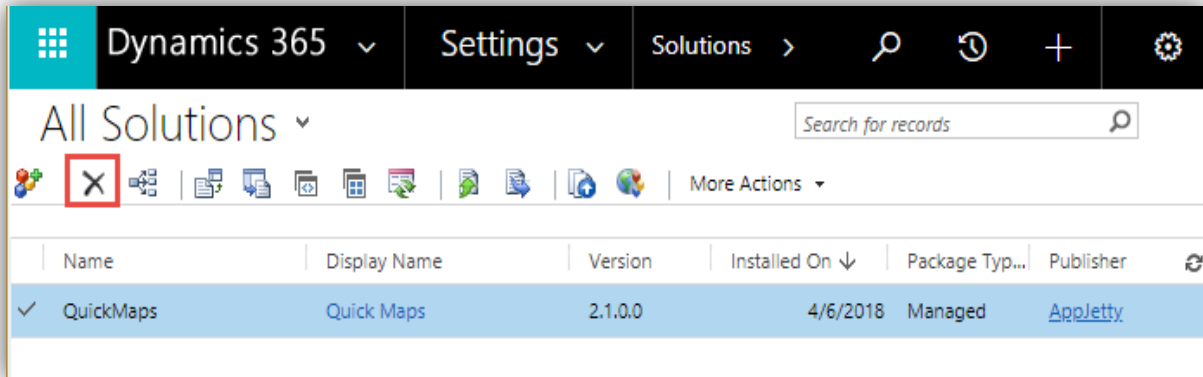 Dynamics 365 Settings Solutions
All Solutions Search for records
More Actions
Name Display Name Version Installed On Package Typ... Publisher
QuickMaps Quick Maps 2.1.0.0 4/6/2018 Managed AppJetty